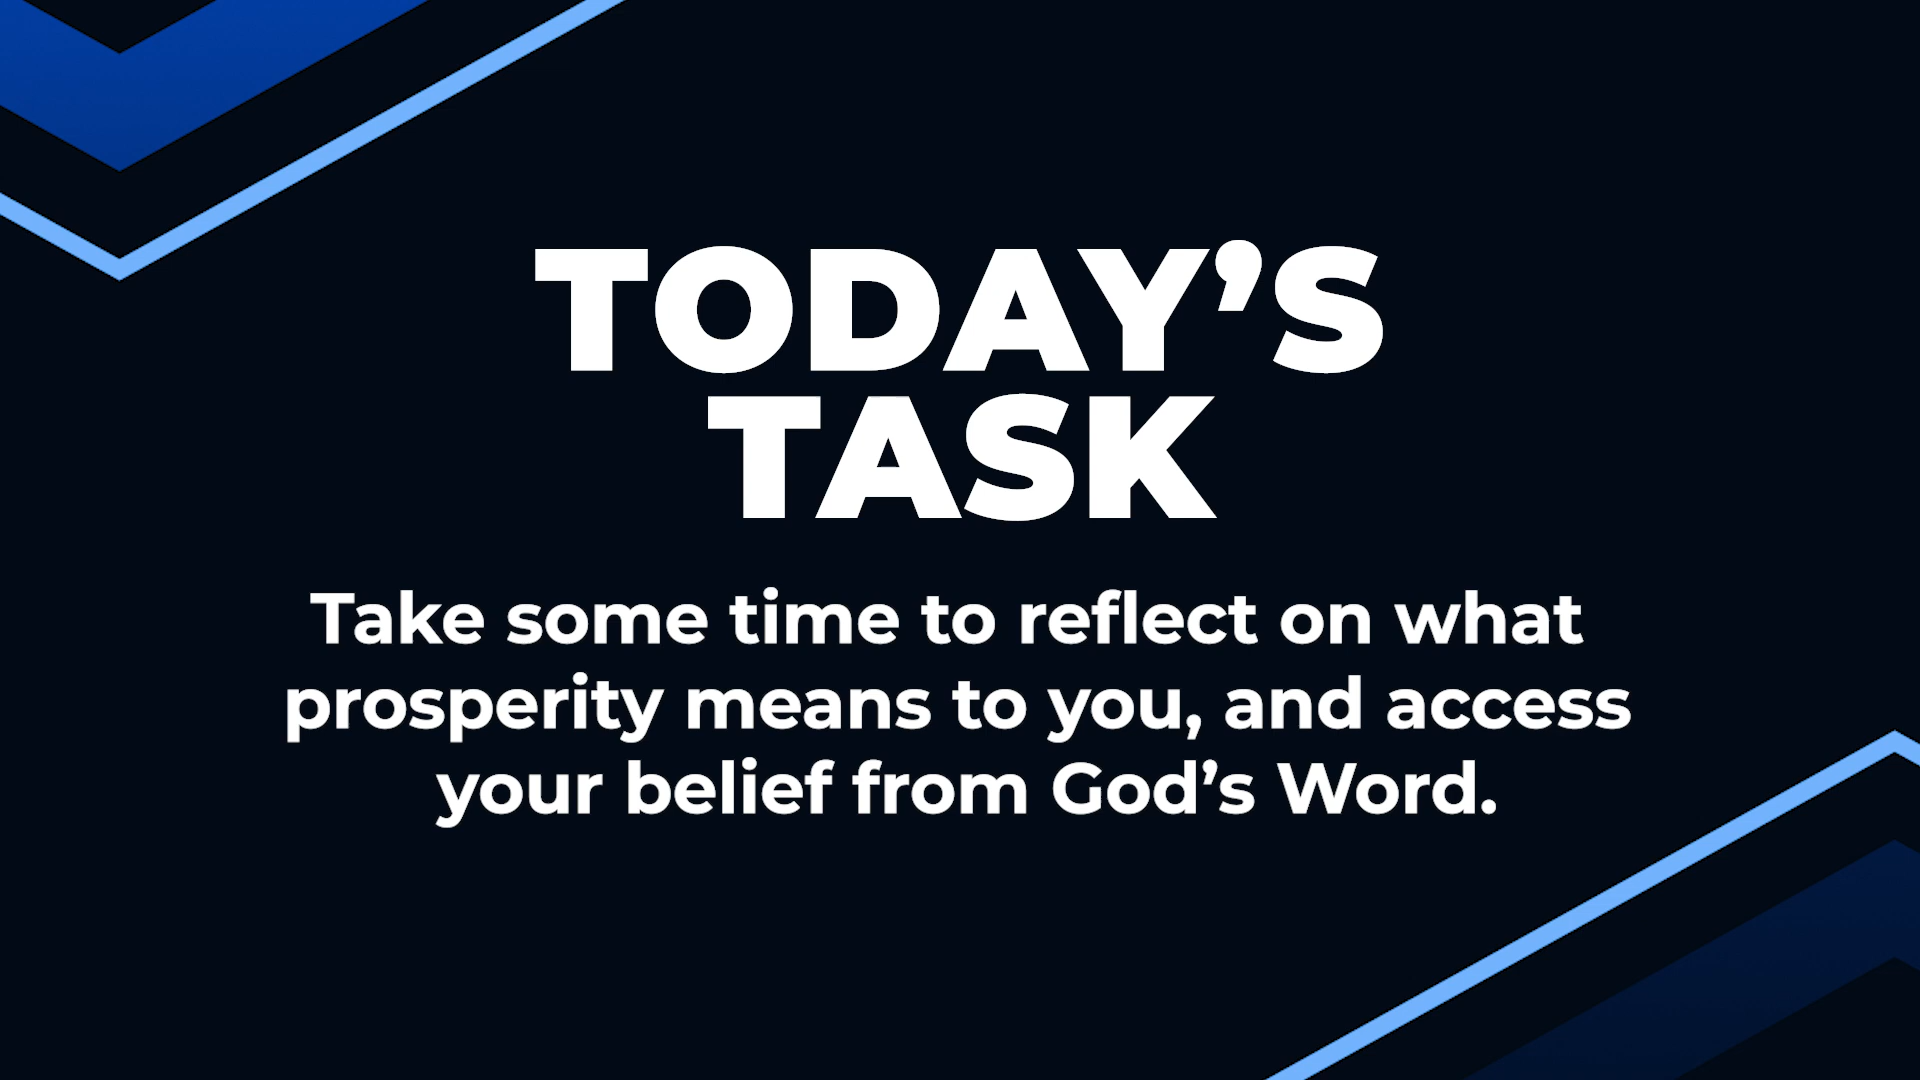 TODAY’S
TASK
Take some time to reflect on what
prosperity means to you, and access
your belief from God’s Word.